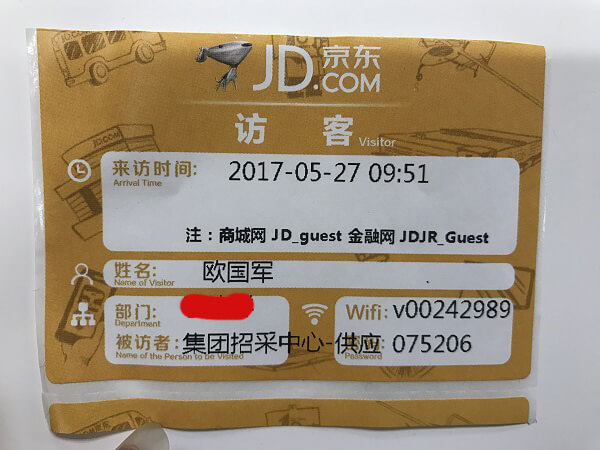 JD 京东
.COM
访 客 Visitor
来访时间: 2017-05-27 09:51
Arrival Time
注：商城网 JD_guest 金融网 JDJR_Guest
姓名: 欧国军
Name of Visitor
部门: Wifi: v00242989
Department
被访者: 集团招采中心-供应 075206
Name of the Person to be Visited Password
JD.COM